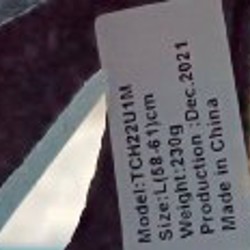 Model:TCH22U1M
Size:L(58-61)cm
Weight:230g
Production :Dec.2021
Made in China